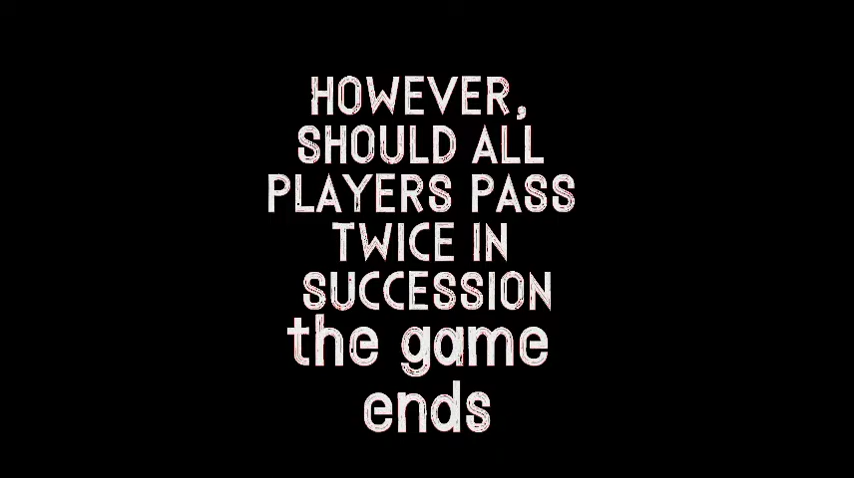 HOWEVER,
SHOULD ALL
PLAYERS PASS
TWICE IN
SUCCESSION
the game
ends